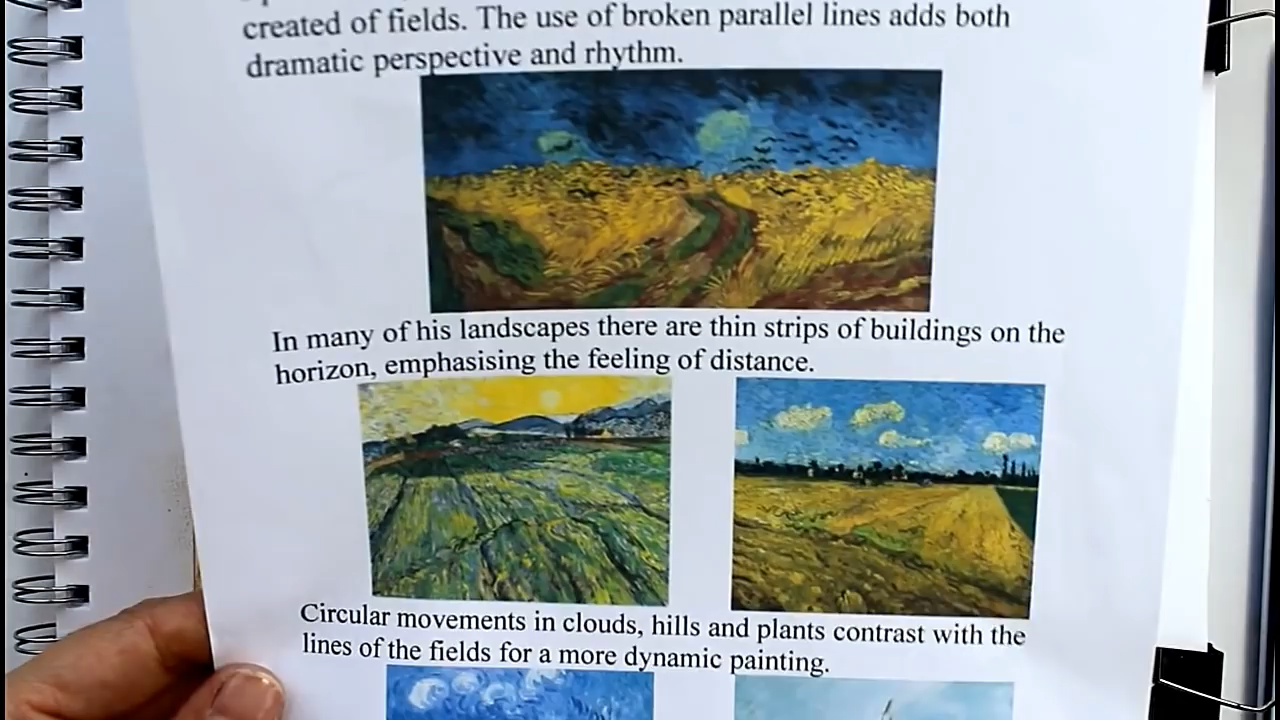 created of fields. The use of broken parallel lines adds both
dramatic perspective and rhythm.
In many of his landscapes there are thin strips of buildings on the
horizon, emphasising the feeling of distance.
Circular movements in clouds, hills and plants contrast with the
lines of the fields for a more dynamic painting.